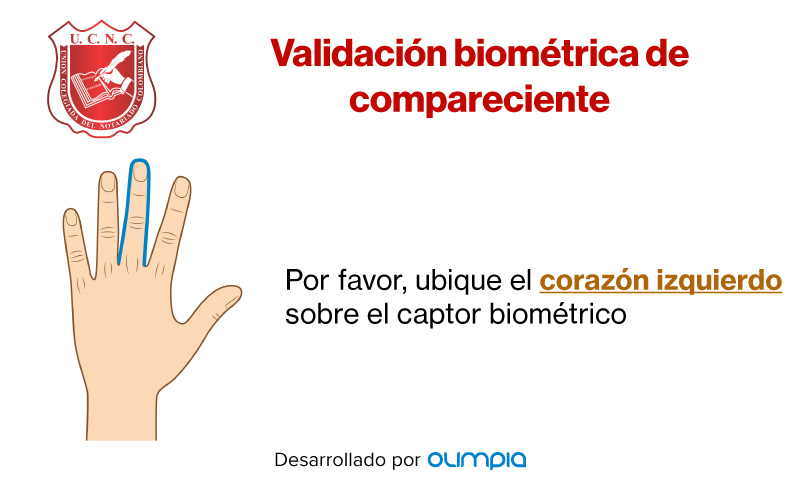 U. C. N. C.
UNIÓN COLEGIADA DEL NOTARIADO COLOMBIANO
Validación biométrica de
compareciente
Por favor, ubique el corazón izquierdo
sobre el captor biométrico
Desarrollado por OLIMPIA